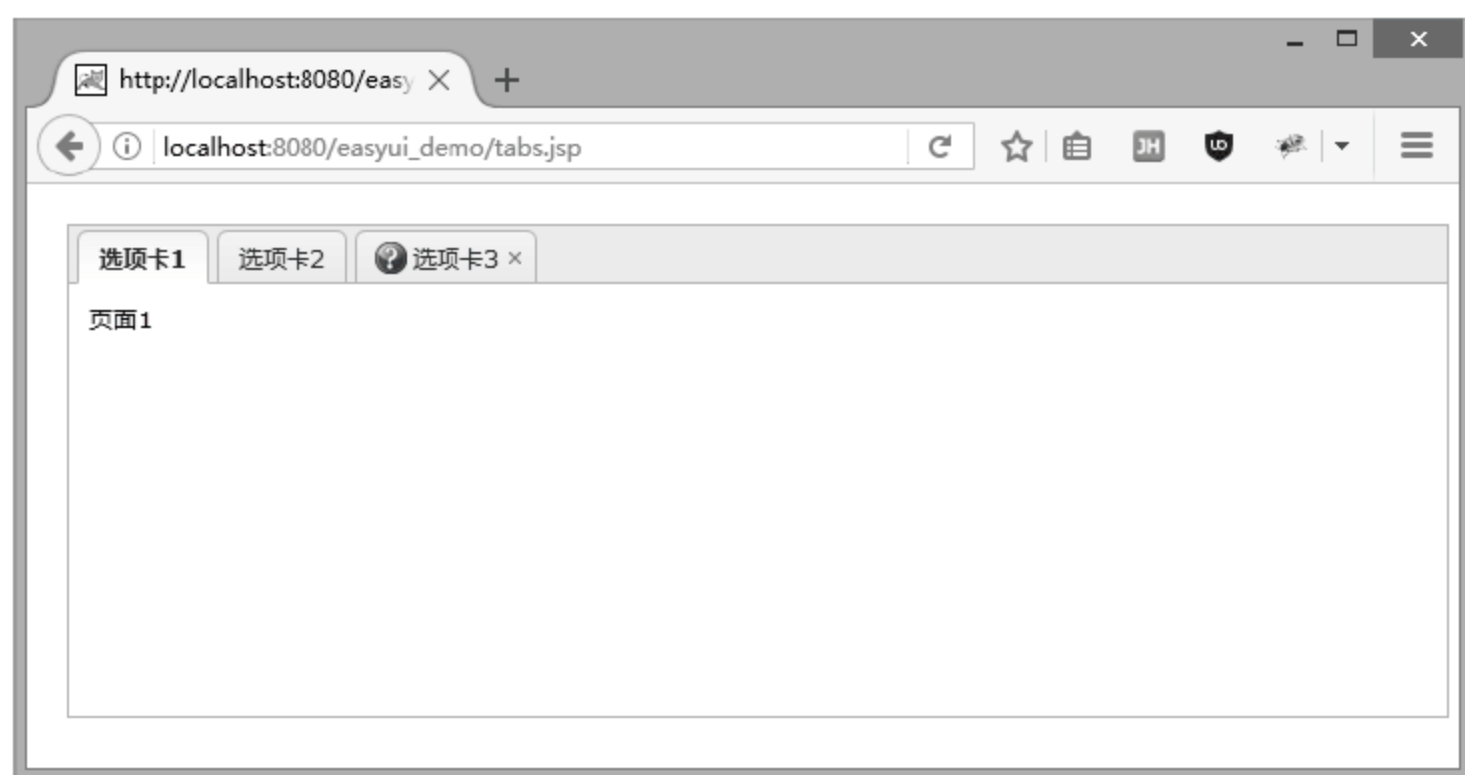 http://localhost:8080/easy
localhost:8080/easyui_demo/tabs.jsp
JH
选项卡1 选项卡2 选项卡3
页面1